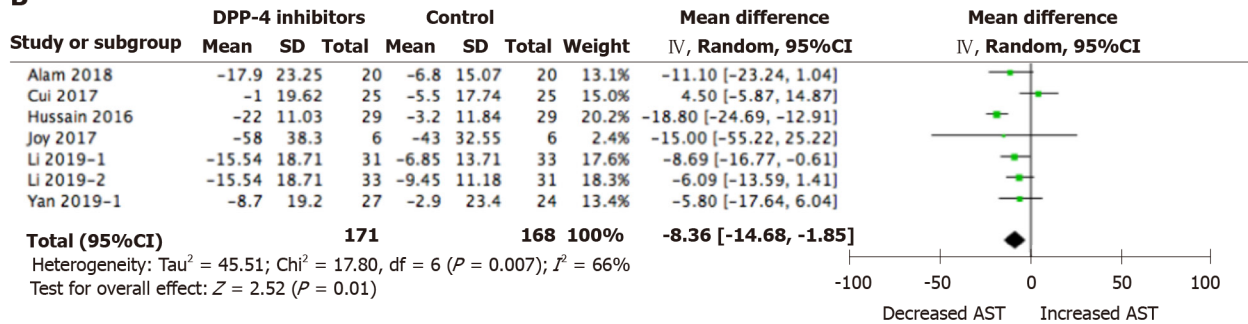 B
DPP-4 inhibitors Control Mean difference Mean difference
Study or subgroup Mean SD Total Mean SD Total Weight IV, Random, 95%CI IV, Random, 95%CI
Alam 2018 -17.9 23.25 20 -6.8 15.07 20 13.1% -11.10 [-23.24, 1.04]
Cui 2017 -1 19.62 25 -5.5 17.74 25 15.0% 4.50 [-5.87, 14.87]
Hussain 2016 -22 11.03 29 -3.2 11.84 29 20.2% -18.80 [-24.69, -12.91]
Joy 2017 -58 38.3 6 -43 32.55 6 2.4% -15.00 [-55.22, 25.22]
Li 2019-1 -15.54 18.71 31 -6.85 13.71 33 17.6% -8.69 [-16.77, -0.61]
Li 2019-2 -15.54 18.71 33 -9.45 11.18 31 18.3% -6.09 [-13.59, 1.41]
Yan 2019-1 -8.7 19.2 27 -2.9 23.4 24 13.4% -5.80 [-17.64, 6.04]
Total (95%CI) 171 168 100% -8.36 [-14.68, -1.85]
Heterogeneity: Tau² = 45.51; Chi² = 17.80, df = 6 (P = 0.007); I² = 66%
Test for overall effect: Z = 2.52 (P = 0.01)
-100 -50 0 50 100
Decreased AST Increased AST